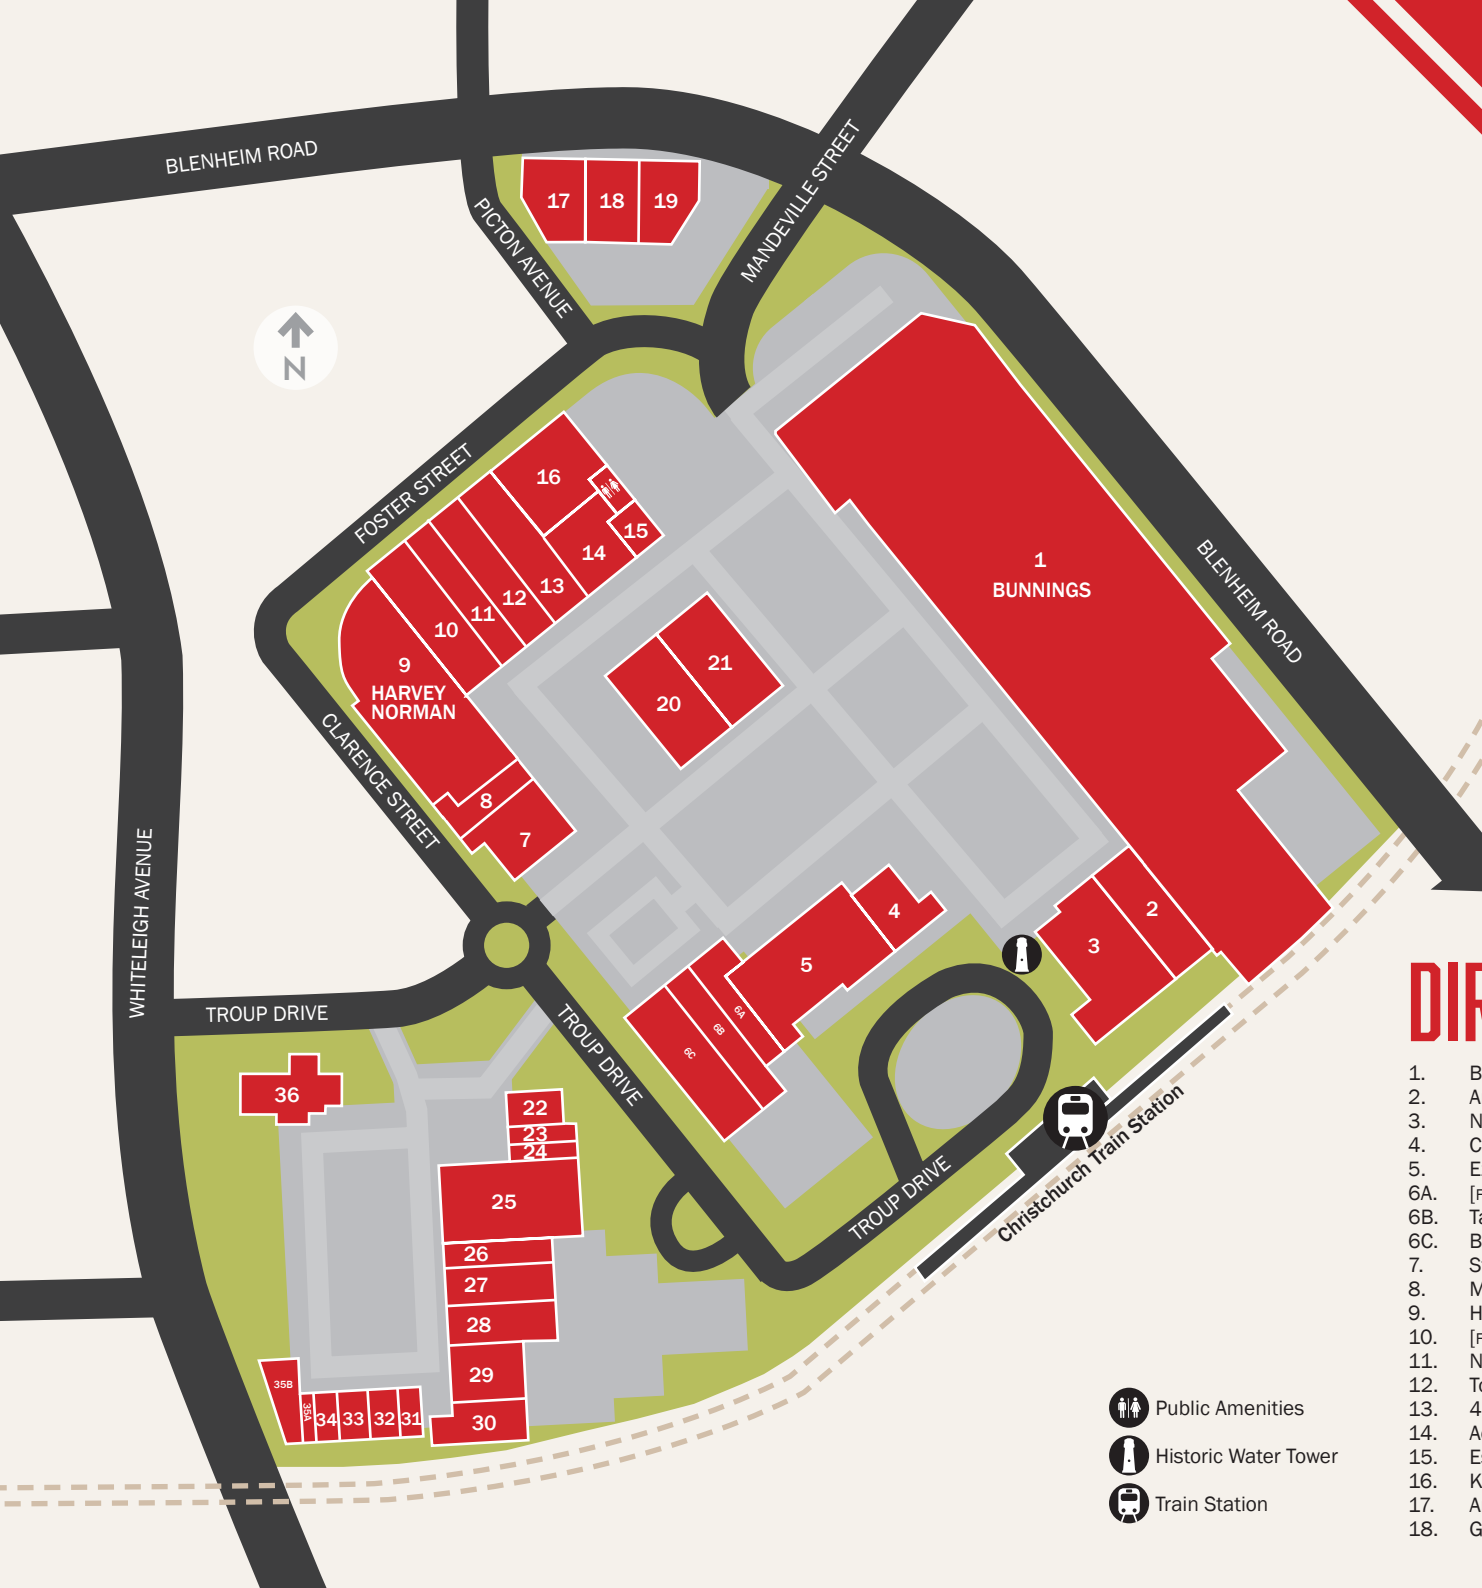 BLENHEIM ROAD
MANDEVILLE STREET
17
18
19
PICTON AVENUE
N
FOSTER STREET
16
15
14
13
12
11
10
9
HARVEY
NORMAN
1
BUNNINGS
BLENHEIM ROAD
21
20
CLARENCE STREET
8
7
WHITELEIGH AVENUE
2
3
4
5
6A
6B
6C
TROUP DRIVE
TROUP DRIVE
TROUP DRIVE
Christchurch Train Station
36
22
23
24
25
26
27
28
29
30
35B
35A
34
33
32
31
Public Amenities
Historic Water Tower
Train Station
DIR
1. B
2. A
3. N
4. C
5. E
6A. [F
6B. Ta
6C. B
7. S
8. M
9. H
10. [F
11. N
12. To
13. 4
14. A
15. E
16. K
17. A
18. G